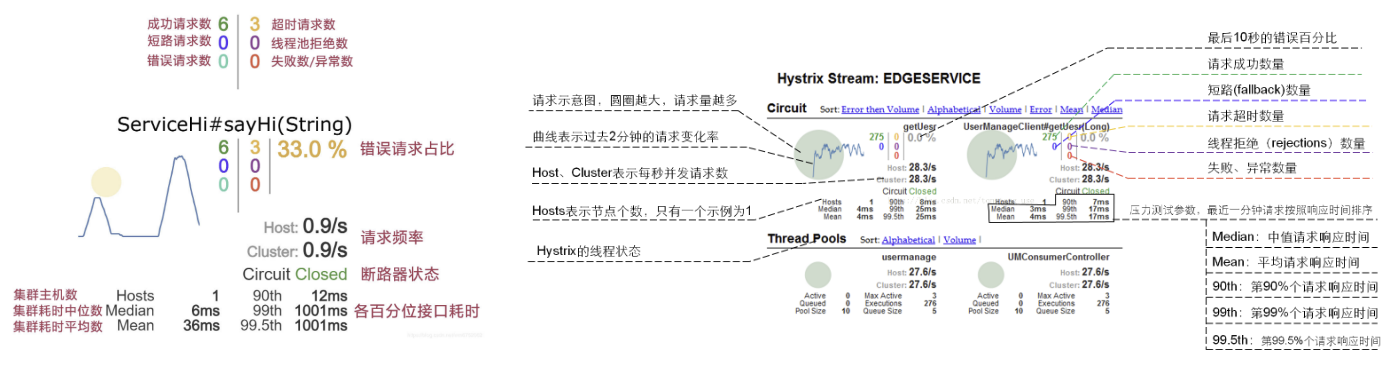 成功请求数 6 3 超时请求数
短路请求数 0 0 线程池拒绝数
错误请求数 0 0 失败数/异常数
ServiceHi#sayHi(String)
6 3 33.0 % 错误请求占比
0 0
0 0
Host: 0.9/s
Cluster: 0.9/s
请求频率
Circuit Closed 断路器状态
集群主机数 Hosts 1 90th 12ms
集群耗时中位数 Median 6ms 99th 1001ms 各百分位接口耗时
集群耗时平均数 Mean 36ms 99.5th 1001ms
Hystrix Stream: EDGESERVICE
Circuit Sort: Error then Volume | Alphabetical | Volume | Error | Mean | Median
请求示意图，圆圈越大，请求量越多
曲线表示过去2分钟的请求变化率
Host、Cluster表示每秒并发请求数
Hosts表示节点个数，只有一个示例为1
Hystrix的线程状态
getUesr
275 0 0.0 %
0 0
0
Host: 28.3/s
Cluster: 28.3/s
Circuit Closed
Hosts 1 90th 8ms
Median 4ms 99th 25ms
Mean 4ms 99.5th 25ms
UserManageClient#getUesr(Long)
275 0 0.0 %
0 0
0
Host: 28.3/s
Cluster: 28.3/s
Circuit Closed
Hosts 1 90th 7ms
Median 3ms 99th 17ms
Mean 4ms 99.5th 17ms
Thread Pools Sort: Alphabetical | Volume |
usermanage
Host: 27.6/s
Cluster: 27.6/s
Active 0 Max Active 3
Queued 0 Executions 276
Pool Size 10 Queue Size 5
UMConsumerController
Host: 27.6/s
Cluster: 27.6/s
Active 0 Max Active 3
Queued 0 Executions 276
Pool Size 10 Queue Size 5
最后10秒的错误百分比
请求成功数量
短路(fallback)数量
请求超时数量
线程拒绝（rejections）数量
失败、异常数量
压力测试参数、最近一分钟请求按照响应时间排序
Median：中值请求响应时间
Mean：平均请求响应时间
90th：第90%个请求响应时间
99th：第99%个请求响应时间
99.5th：第99.5%个请求响应时间